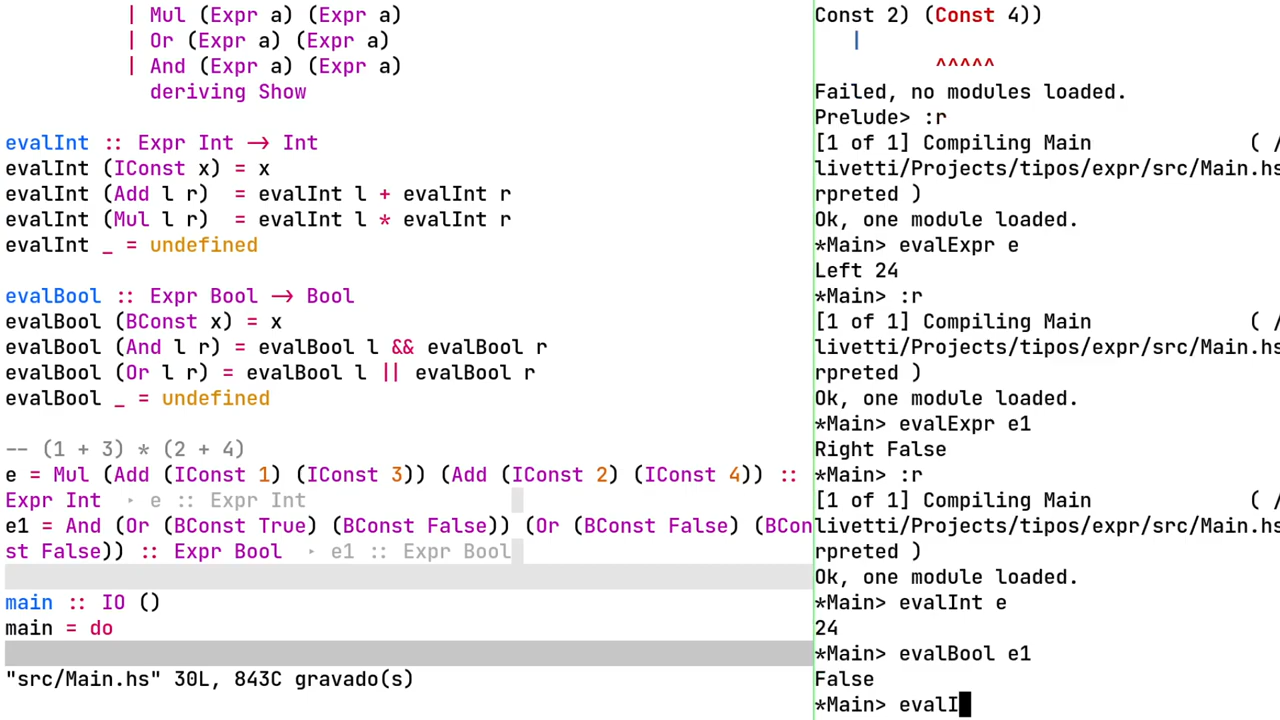 | Mul (Expr a) (Expr a)
| Or (Expr a) (Expr a)
| And (Expr a) (Expr a)
deriving Show
evalInt :: Expr Int -> Int
evalInt (IConst x) = x
evalInt (Add l r)  = evalInt l + evalInt r
evalInt (Mul l r)  = evalInt l * evalInt r
evalInt _ = undefined
evalBool :: Expr Bool -> Bool
evalBool (BConst x) = x
evalBool (And l r) = evalBool l && evalBool r
evalBool (Or l r) = evalBool l || evalBool r
evalBool _ = undefined
-- (1 + 3) * (2 + 4)
e = Mul (Add (IConst 1) (IConst 3)) (Add (IConst 2) (IConst 4)) ::
Expr Int  ‣ e :: Expr Int
e1 = And (Or (BConst True) (BConst False)) (Or (BConst False) (BCon
st False)) :: Expr Bool  ‣ e1 :: Expr Bool
main :: IO ()
main = do
"src/Main.hs" 30L, 843C gravado(s)
Const 2) (Const 4))
|
^^^^^
Failed, no modules loaded.
Prelude> :r
[1 of 1] Compiling Main             ( /
livetti/Projects/tipos/expr/src/Main.hs
rpreted )
Ok, one module loaded.
*Main> evalExpr e
Left 24
*Main> :r
[1 of 1] Compiling Main             ( /
livetti/Projects/tipos/expr/src/Main.hs
rpreted )
Ok, one module loaded.
*Main> evalExpr e1
Right False
*Main> :r
[1 of 1] Compiling Main             ( /
livetti/Projects/tipos/expr/src/Main.hs
rpreted )
Ok, one module loaded.
*Main> evalInt e
24
*Main> evalBool e1
False
*Main> evalI